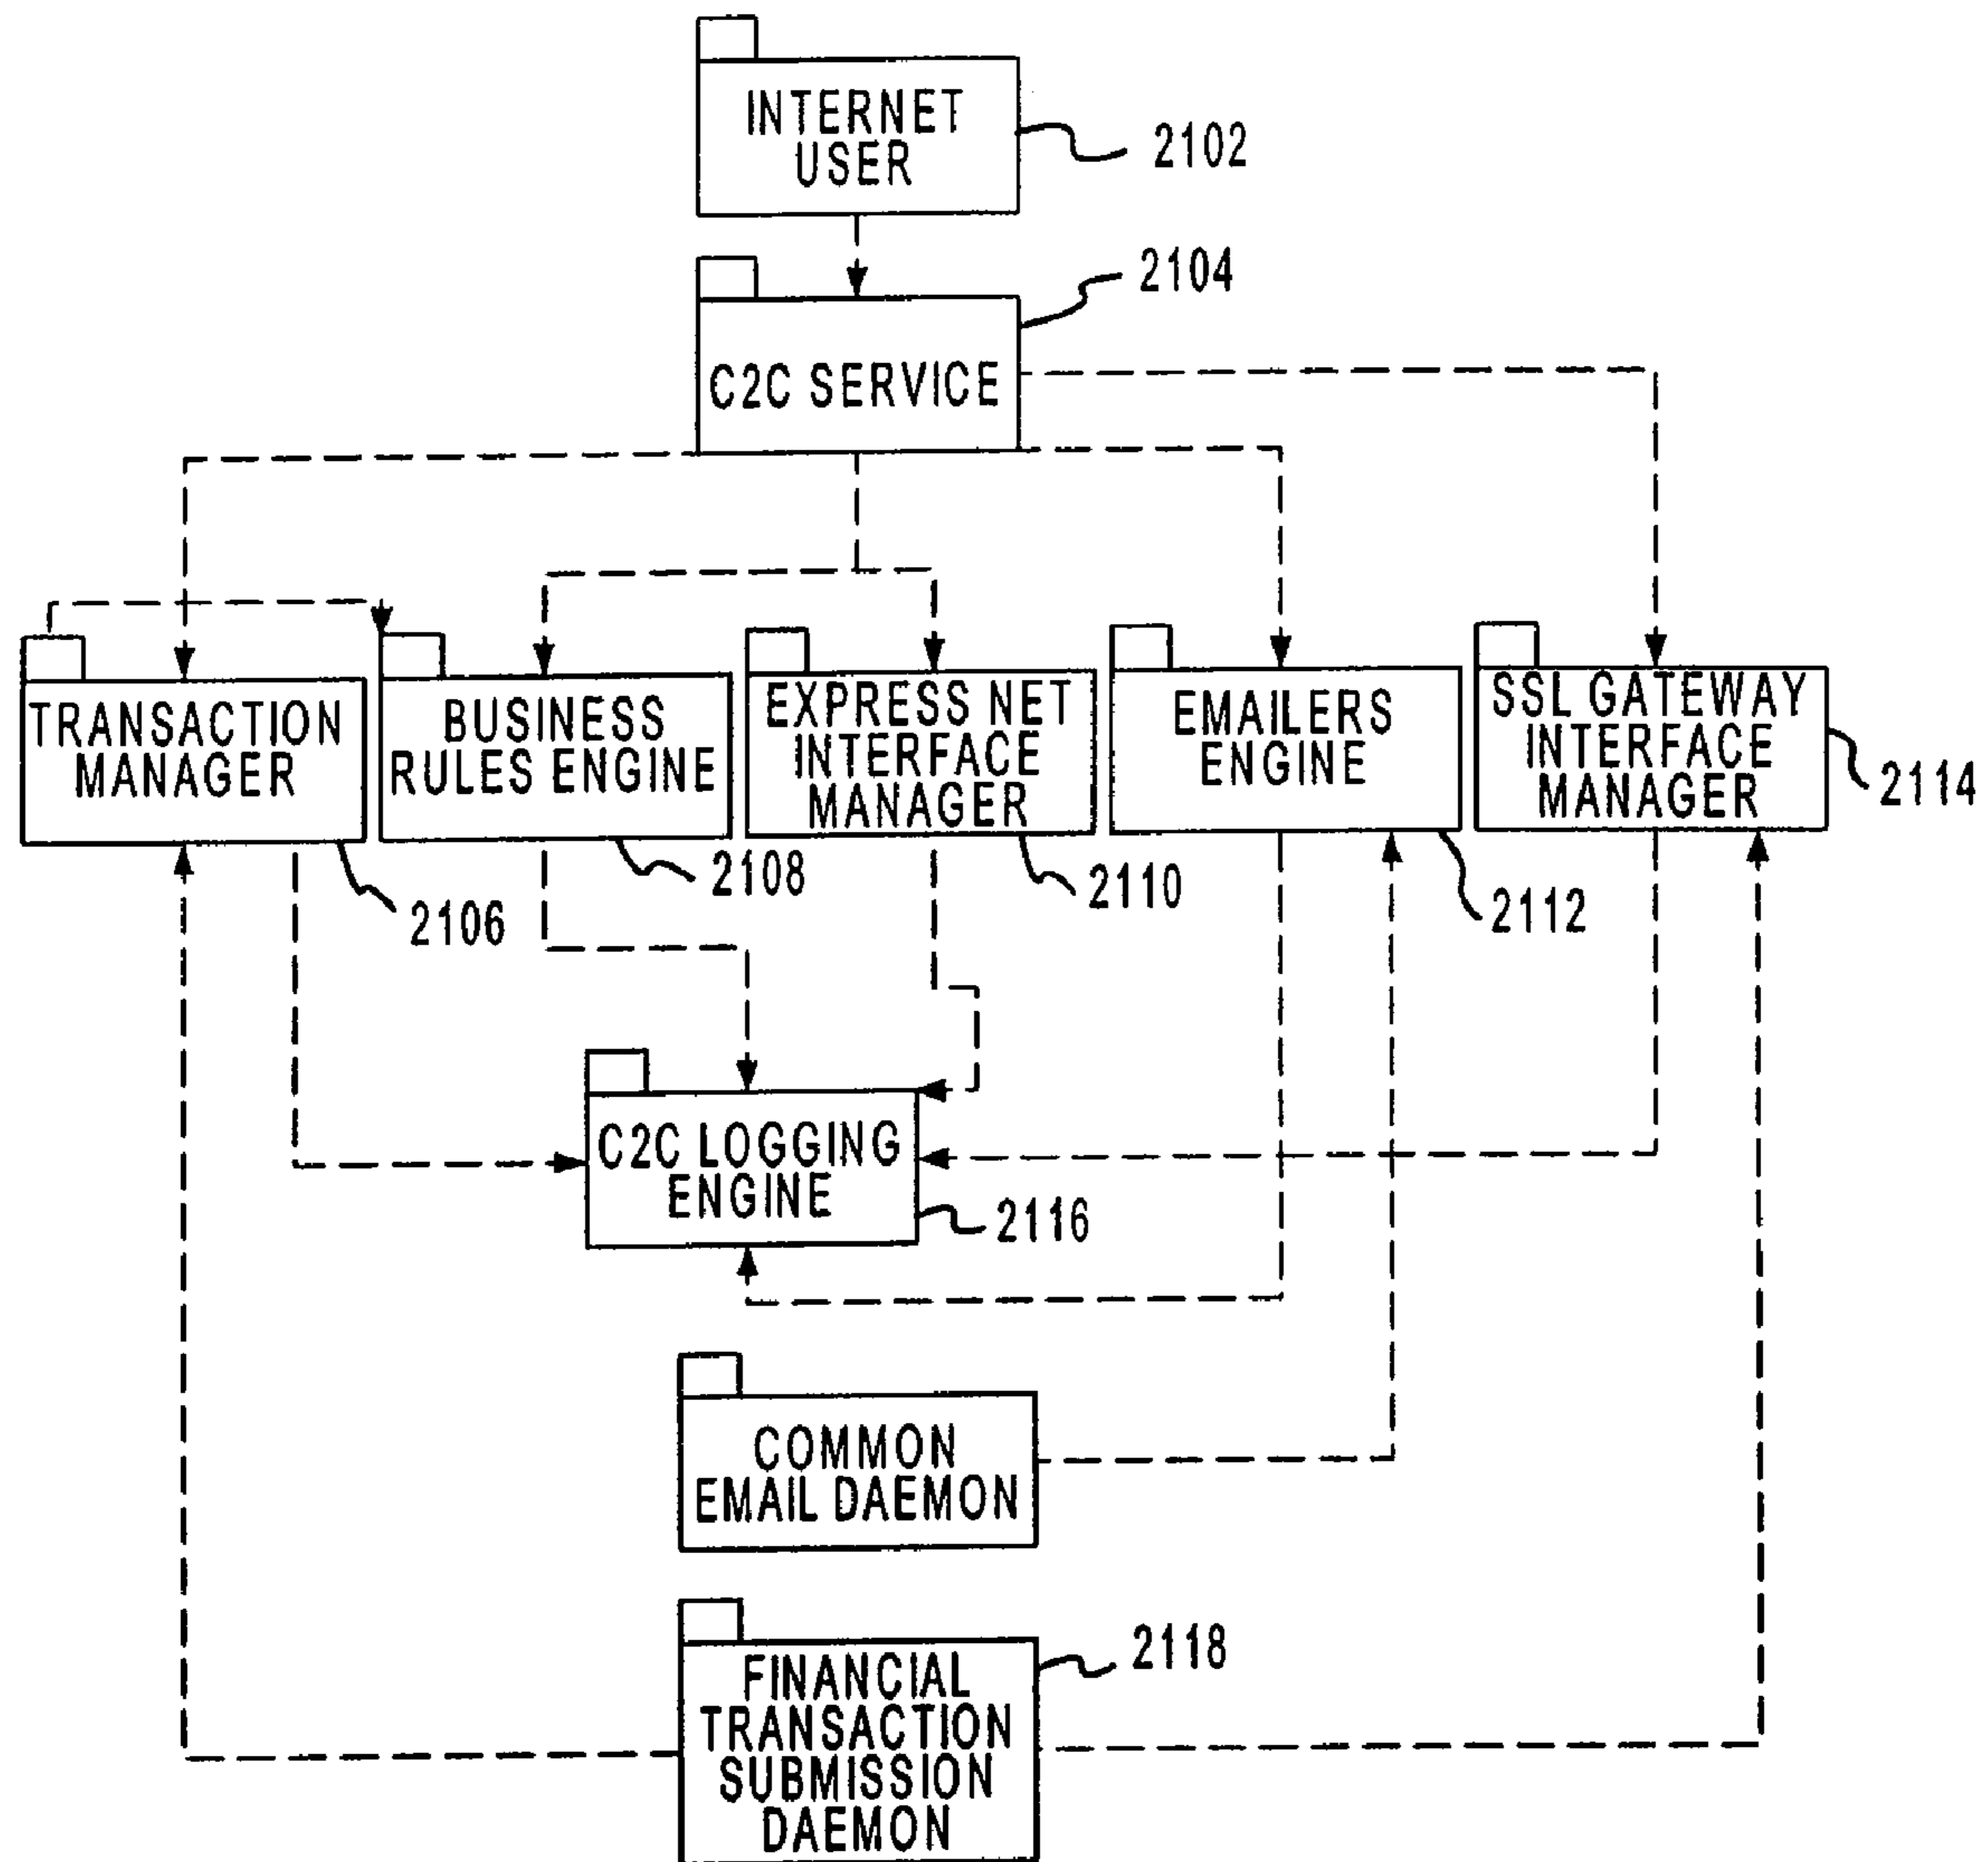 INTERNET
USER
2102
2104
C2C SERVICE
TRANSACTION
MANAGER
2106
BUSINESS
RULES ENGINE
2108
EXPRESS NET
INTERFACE
MANAGER
2110
EMAILERS
ENGINE
2112
SSL GATEWAY
INTERFACE
MANAGER
2114
C2C LOGGING
ENGINE
2116
COMMON
EMAIL DAEMON
2118
FINANCIAL
TRANSACTION
SUBMISSION
DAEMON